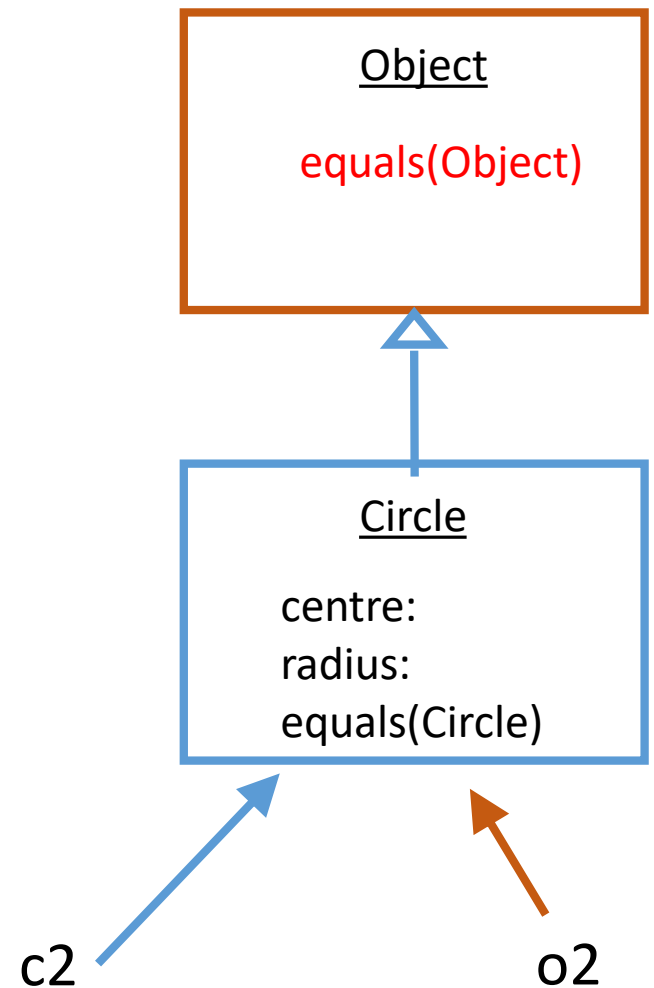 Object
equals(Object)
Circle
centre:
radius:
equals(Circle)
c2
o2